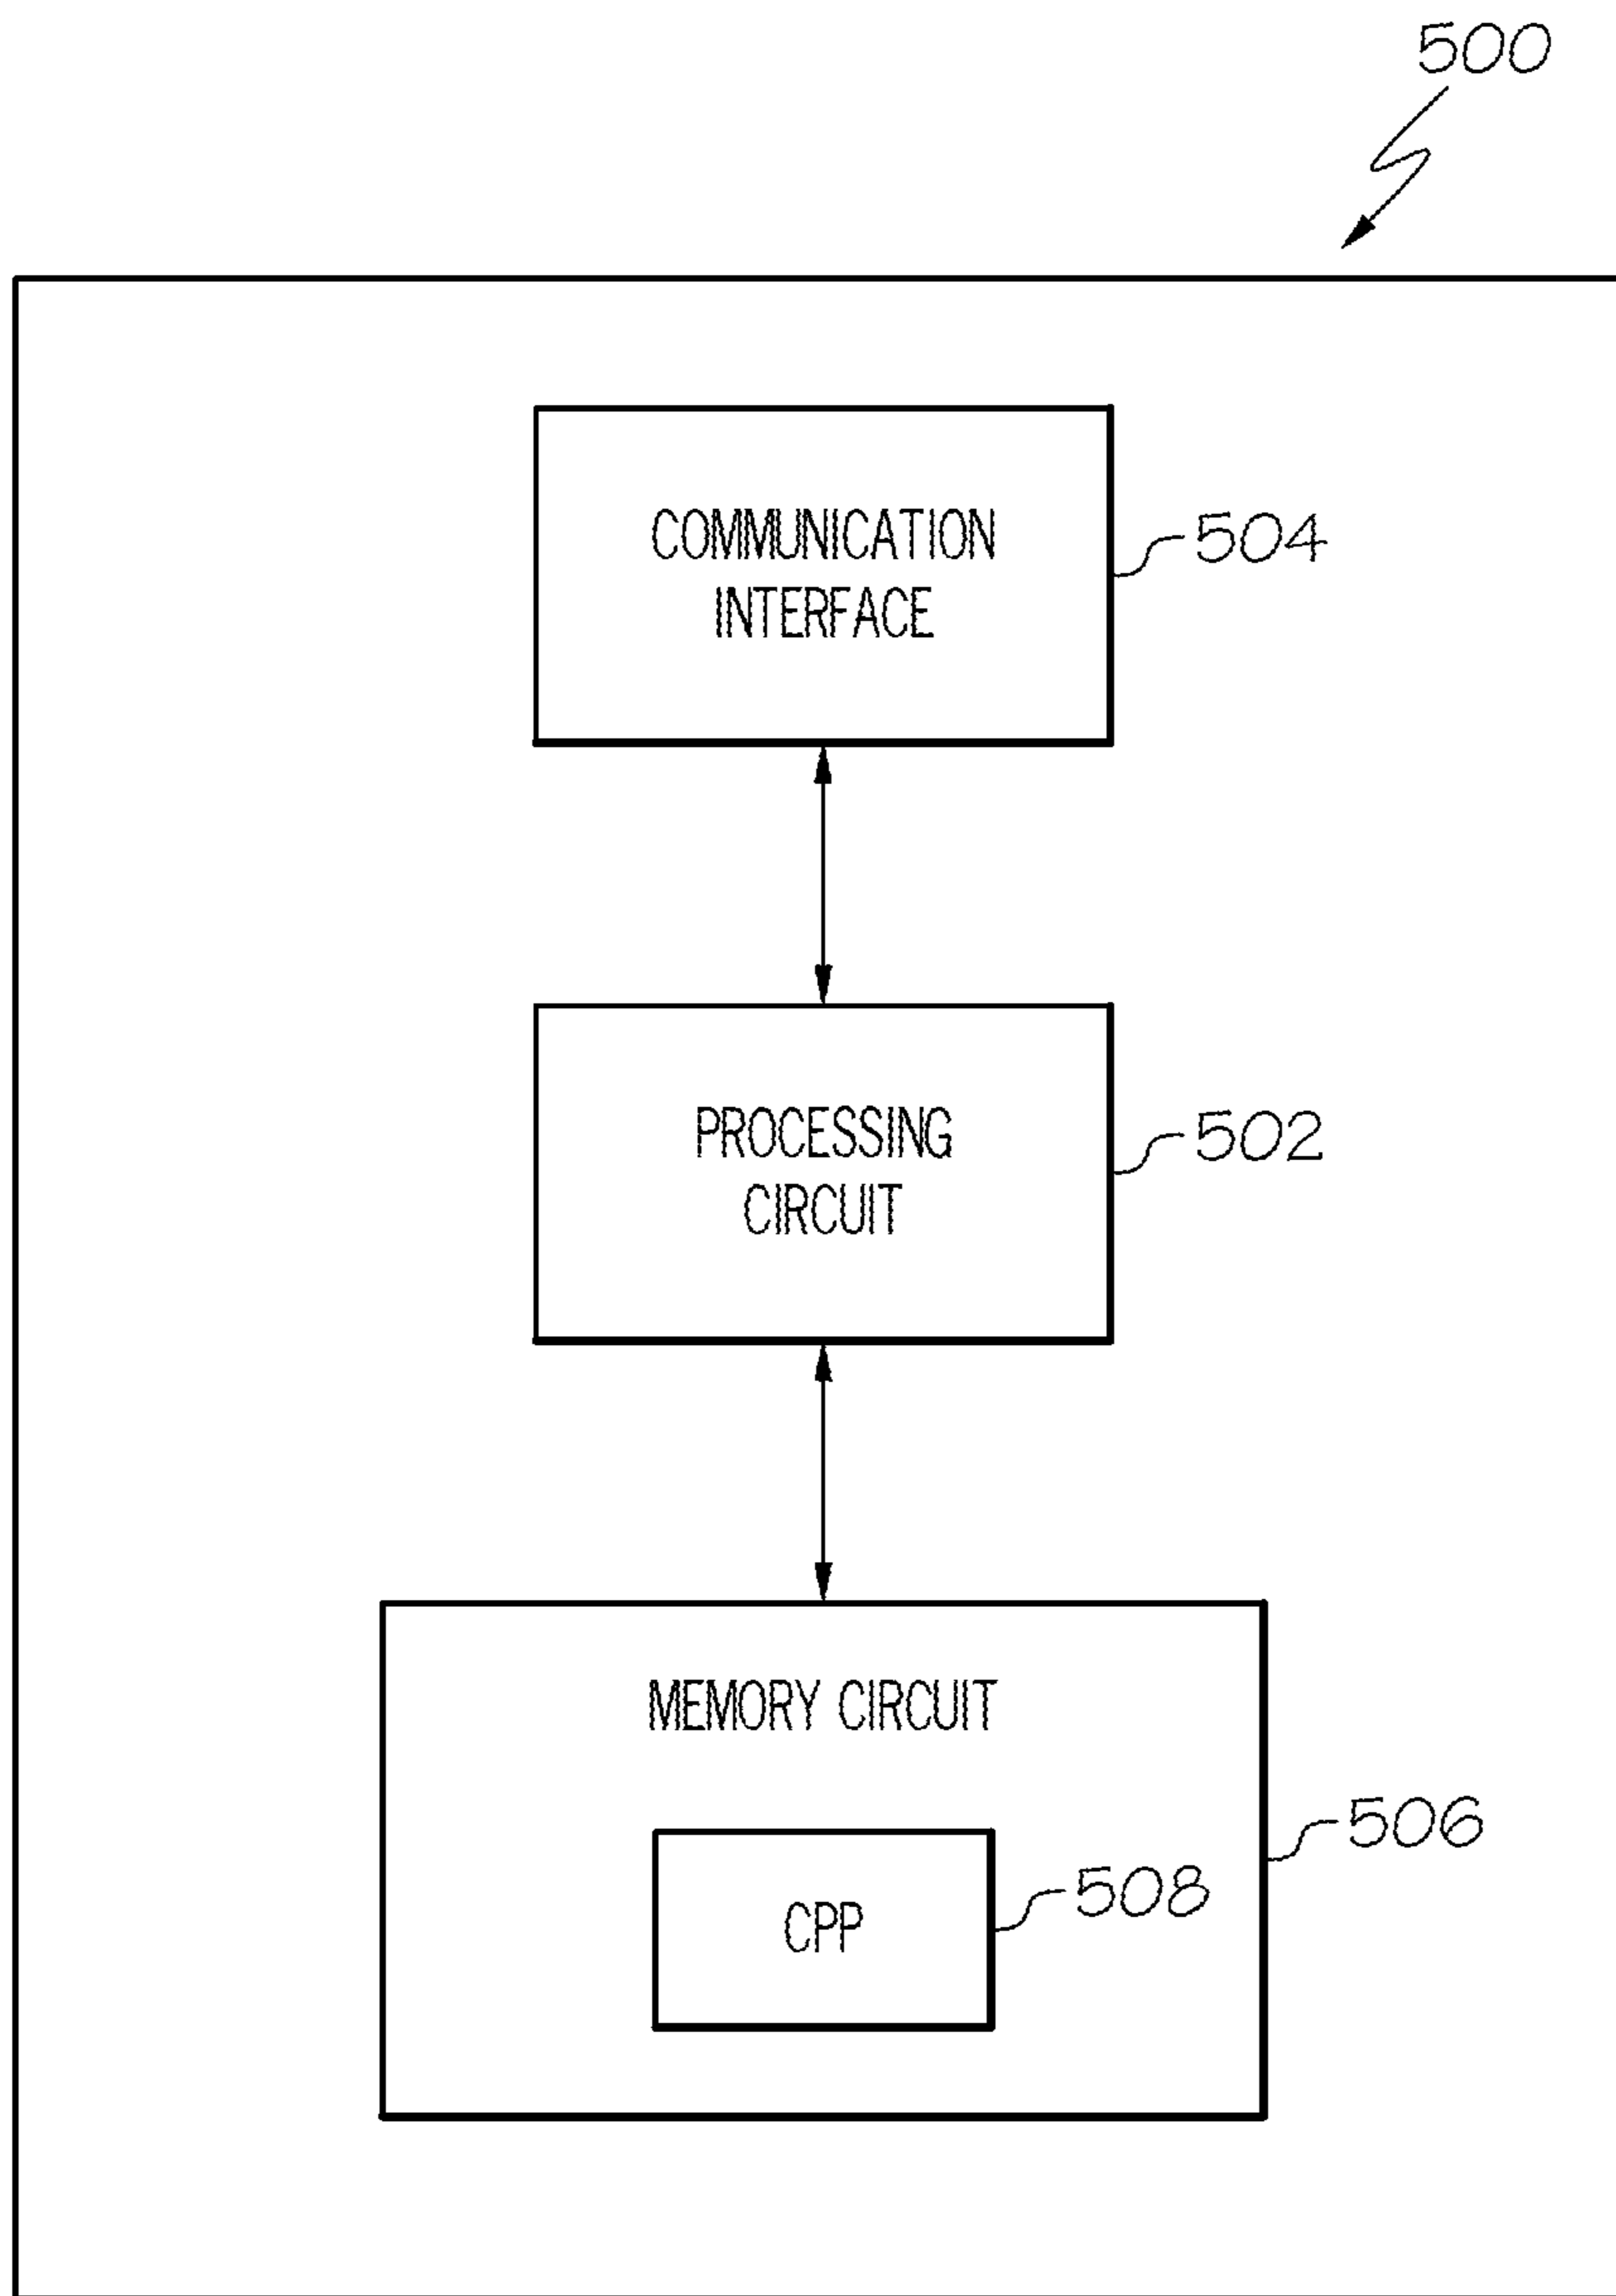 500
COMMUNICATION
INTERFACE
504
PROCESSING
CIRCUIT
502
MEMORY CIRCUIT
506
CPP
508